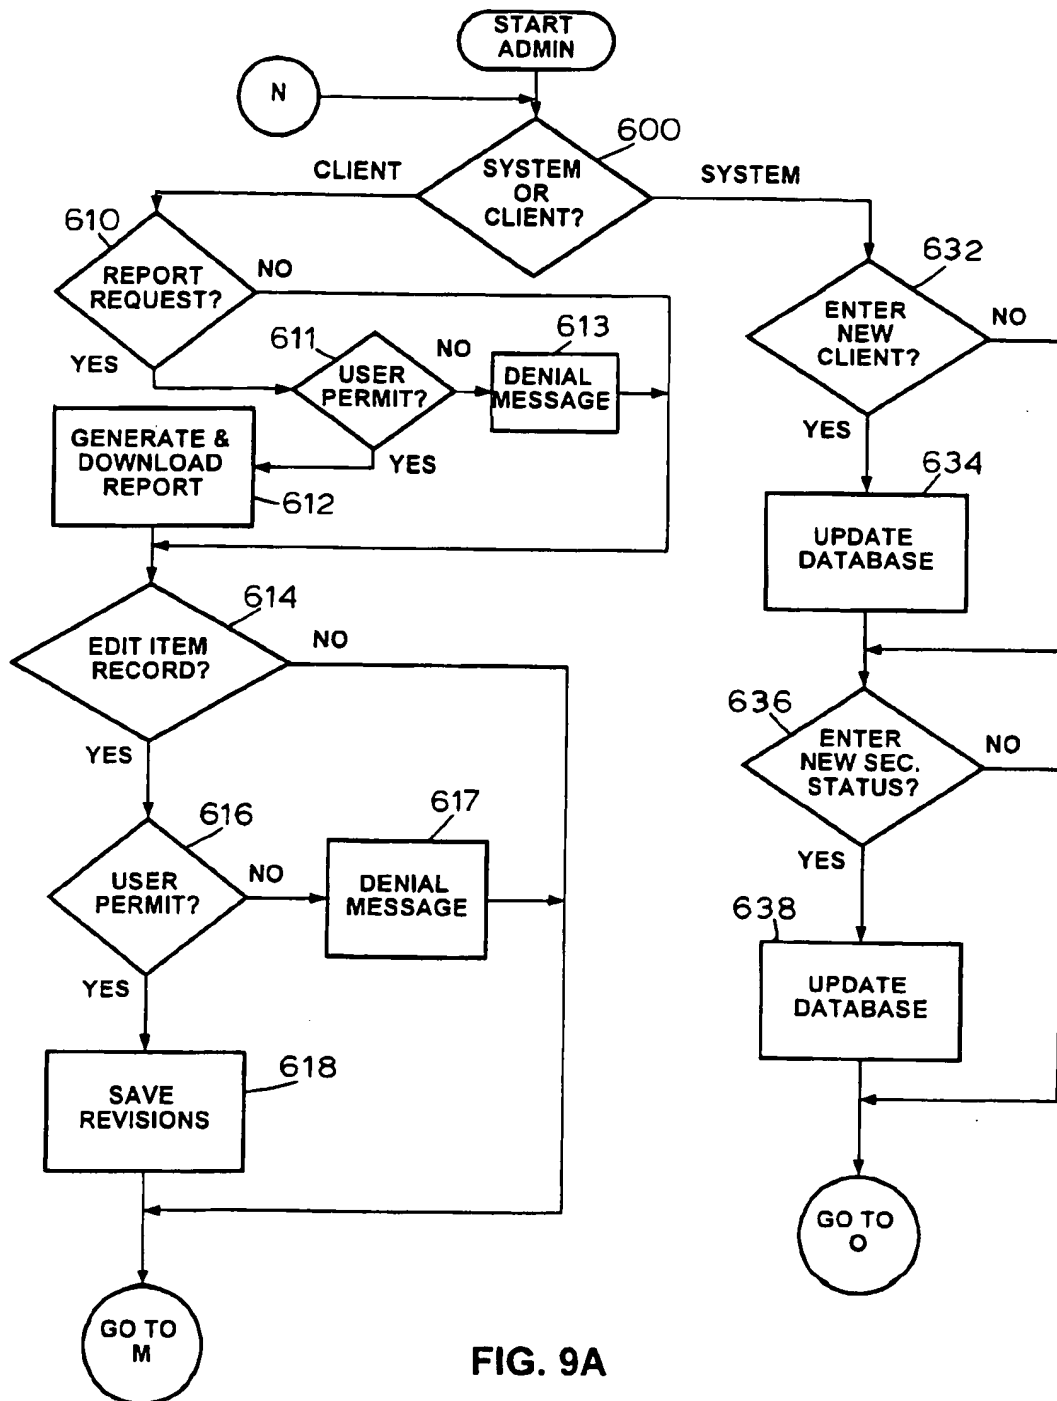 START
ADMIN
N
600
CLIENT
SYSTEM
OR
CLIENT?
SYSTEM
610
REPORT
REQUEST?
NO
YES
632
ENTER
NEW
CLIENT?
NO
YES
611
USER
PERMIT?
NO
YES
613
DENIAL
MESSAGE
GENERATE &
DOWNLOAD
REPORT
612
634
UPDATE
DATABASE
614
EDIT ITEM
RECORD?
NO
YES
636
ENTER
NEW SEC.
STATUS?
NO
YES
616
USER
PERMIT?
NO
YES
617
DENIAL
MESSAGE
638
UPDATE
DATABASE
618
SAVE
REVISIONS
GO TO
O
GO TO
M
FIG. 9A